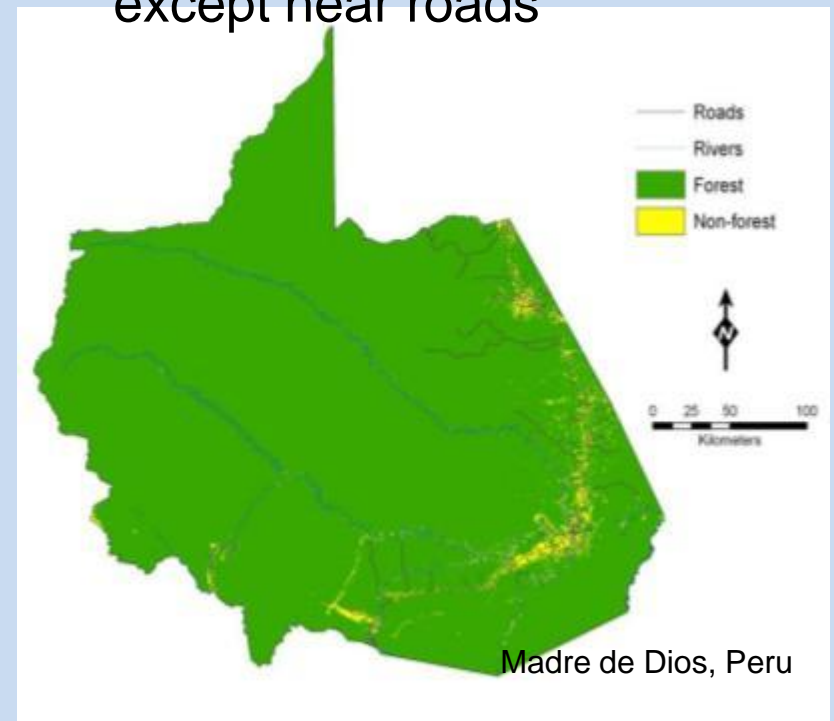 except near roads
Roads
Rivers
Forest
Non-forest
N
0 25 50 100
Kilometers
Madre de Dios, Peru